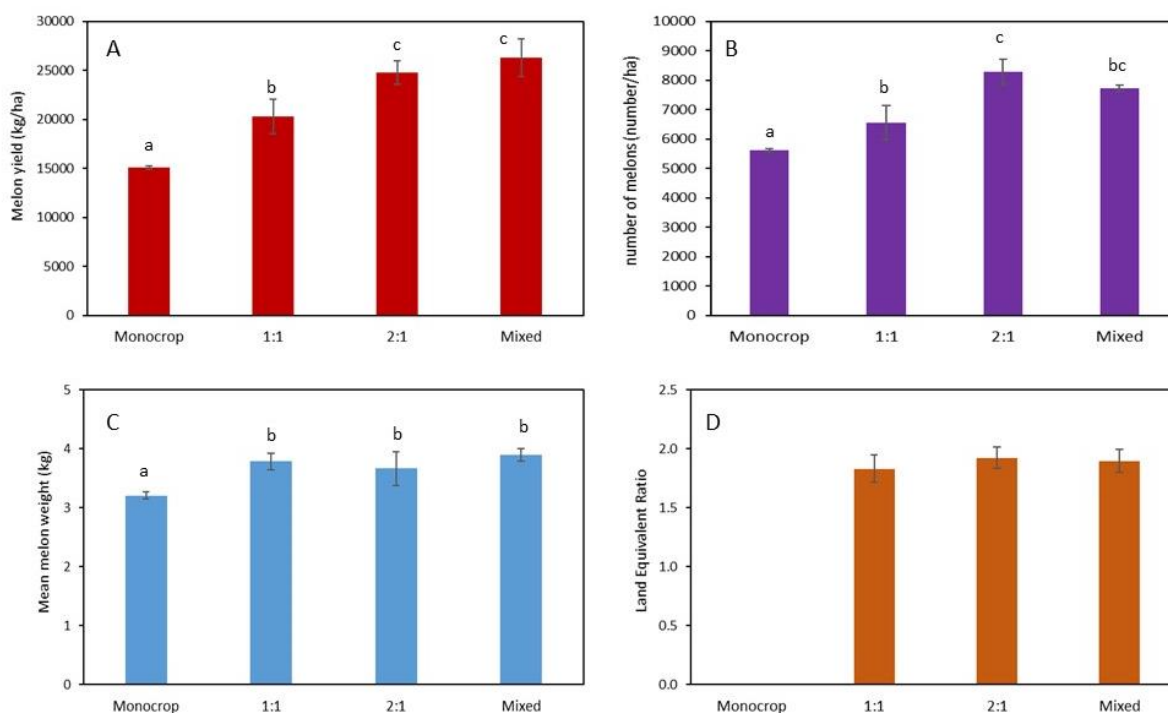 A
Melon yield (kg/ha)
30000
25000
20000
15000
10000
5000
0
a
b
c
c
Monocrop
1:1
2:1
Mixed
B
number of melons (number/ha)
10000
9000
8000
7000
6000
5000
4000
3000
2000
1000
0
a
b
c
bc
Monocrop
1:1
2:1
Mixed
C
Mean melon weight (kg)
5
4
3
2
1
0
a
b
b
b
Monocrop
1:1
2:1
Mixed
D
Land Equivalent Ratio
2.5
2.0
1.5
1.0
0.5
0.0
Monocrop
1:1
2:1
Mixed